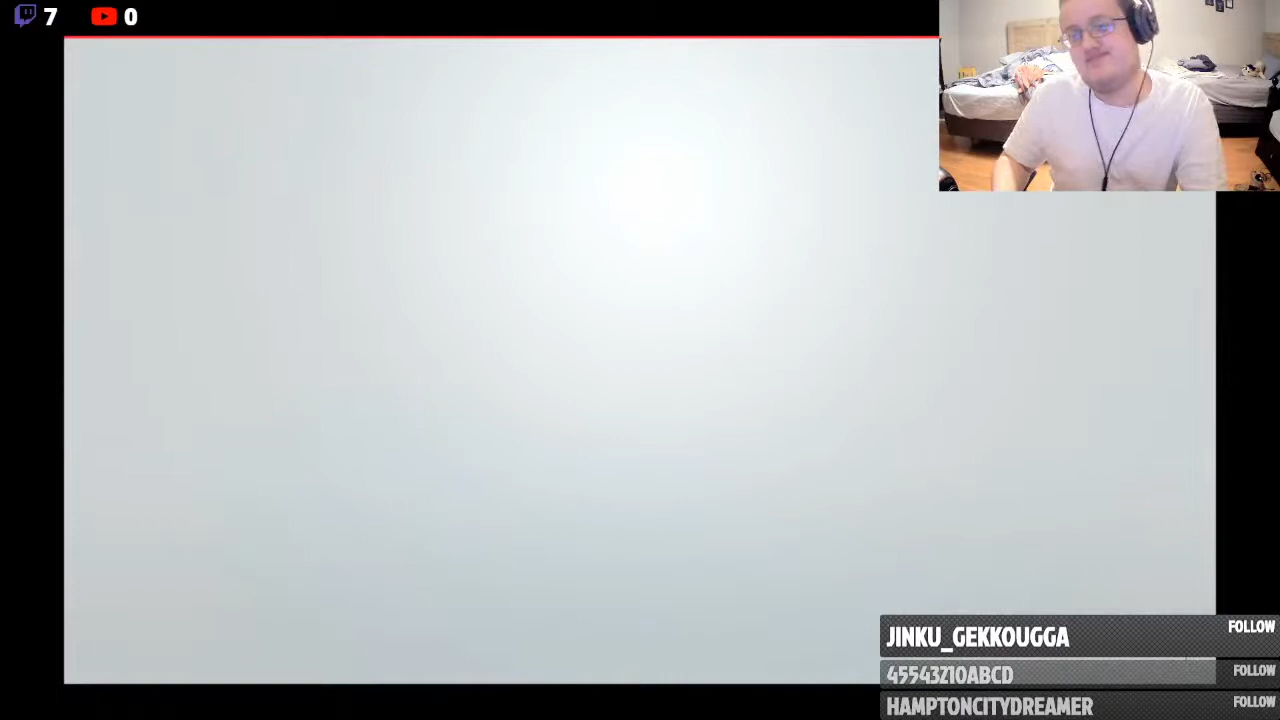 7 0
JINKU_GEKKOUGGA FOLLOW
45543Z10ABCD FOLLOW
HAMPTONCITYDREAMER FOLLOW